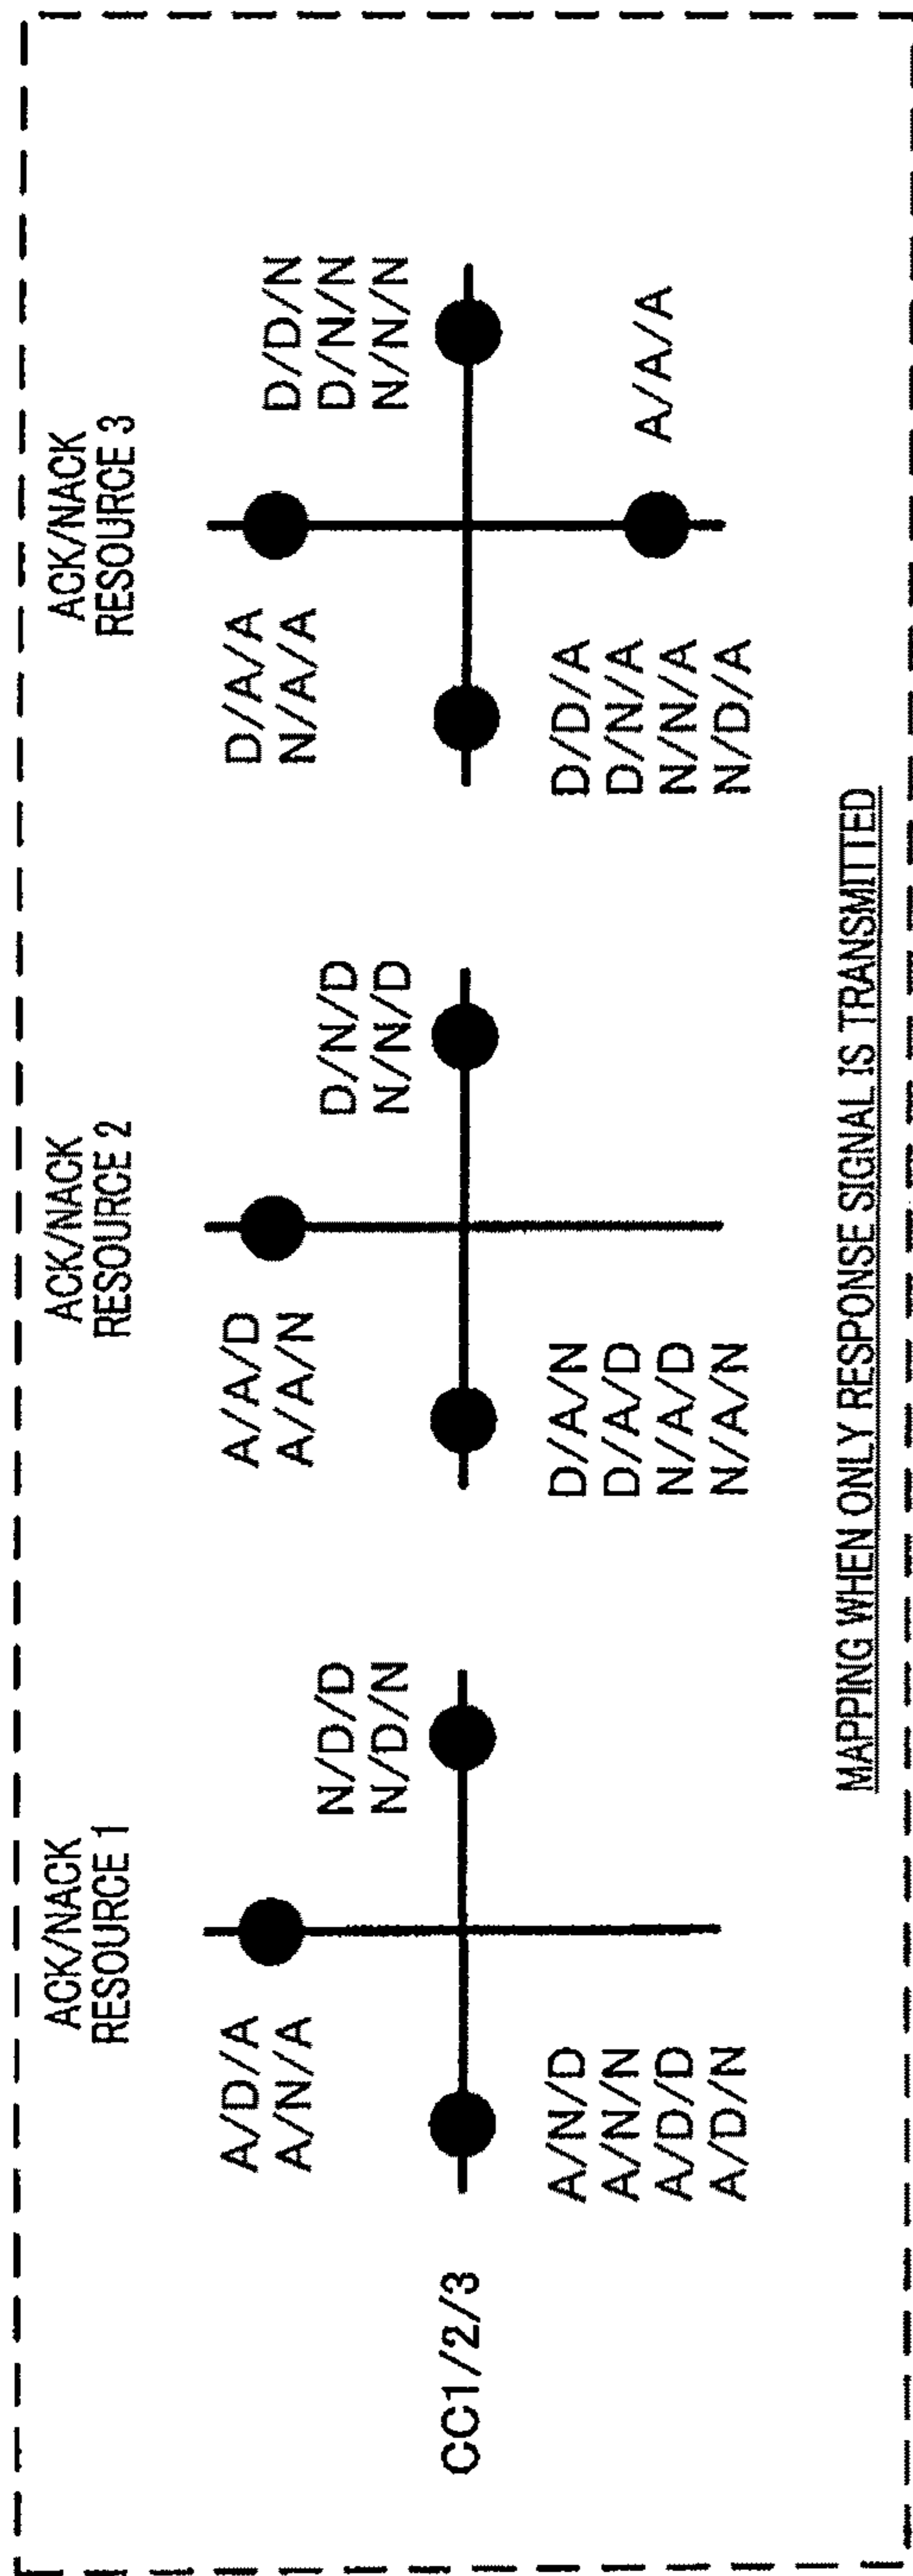 ACK/NACK
RESOURCE 1
A/D/A
A/N/A
N/D/D
N/D/N
A/N/D
A/N/N
A/D/D
A/D/N
ACK/NACK
RESOURCE 2
A/A/D
A/A/N
D/N/D
N/N/D
D/A/N
D/A/D
N/A/D
N/A/N
ACK/NACK
RESOURCE 3
D/A/A
N/A/A
D/D/N
D/N/N
N/N/N
D/D/A
D/N/A
N/N/A
N/D/A
A/A/A
CC1/2/3
MAPPING WHEN ONLY RESPONSE SIGNAL IS TRANSMITTED